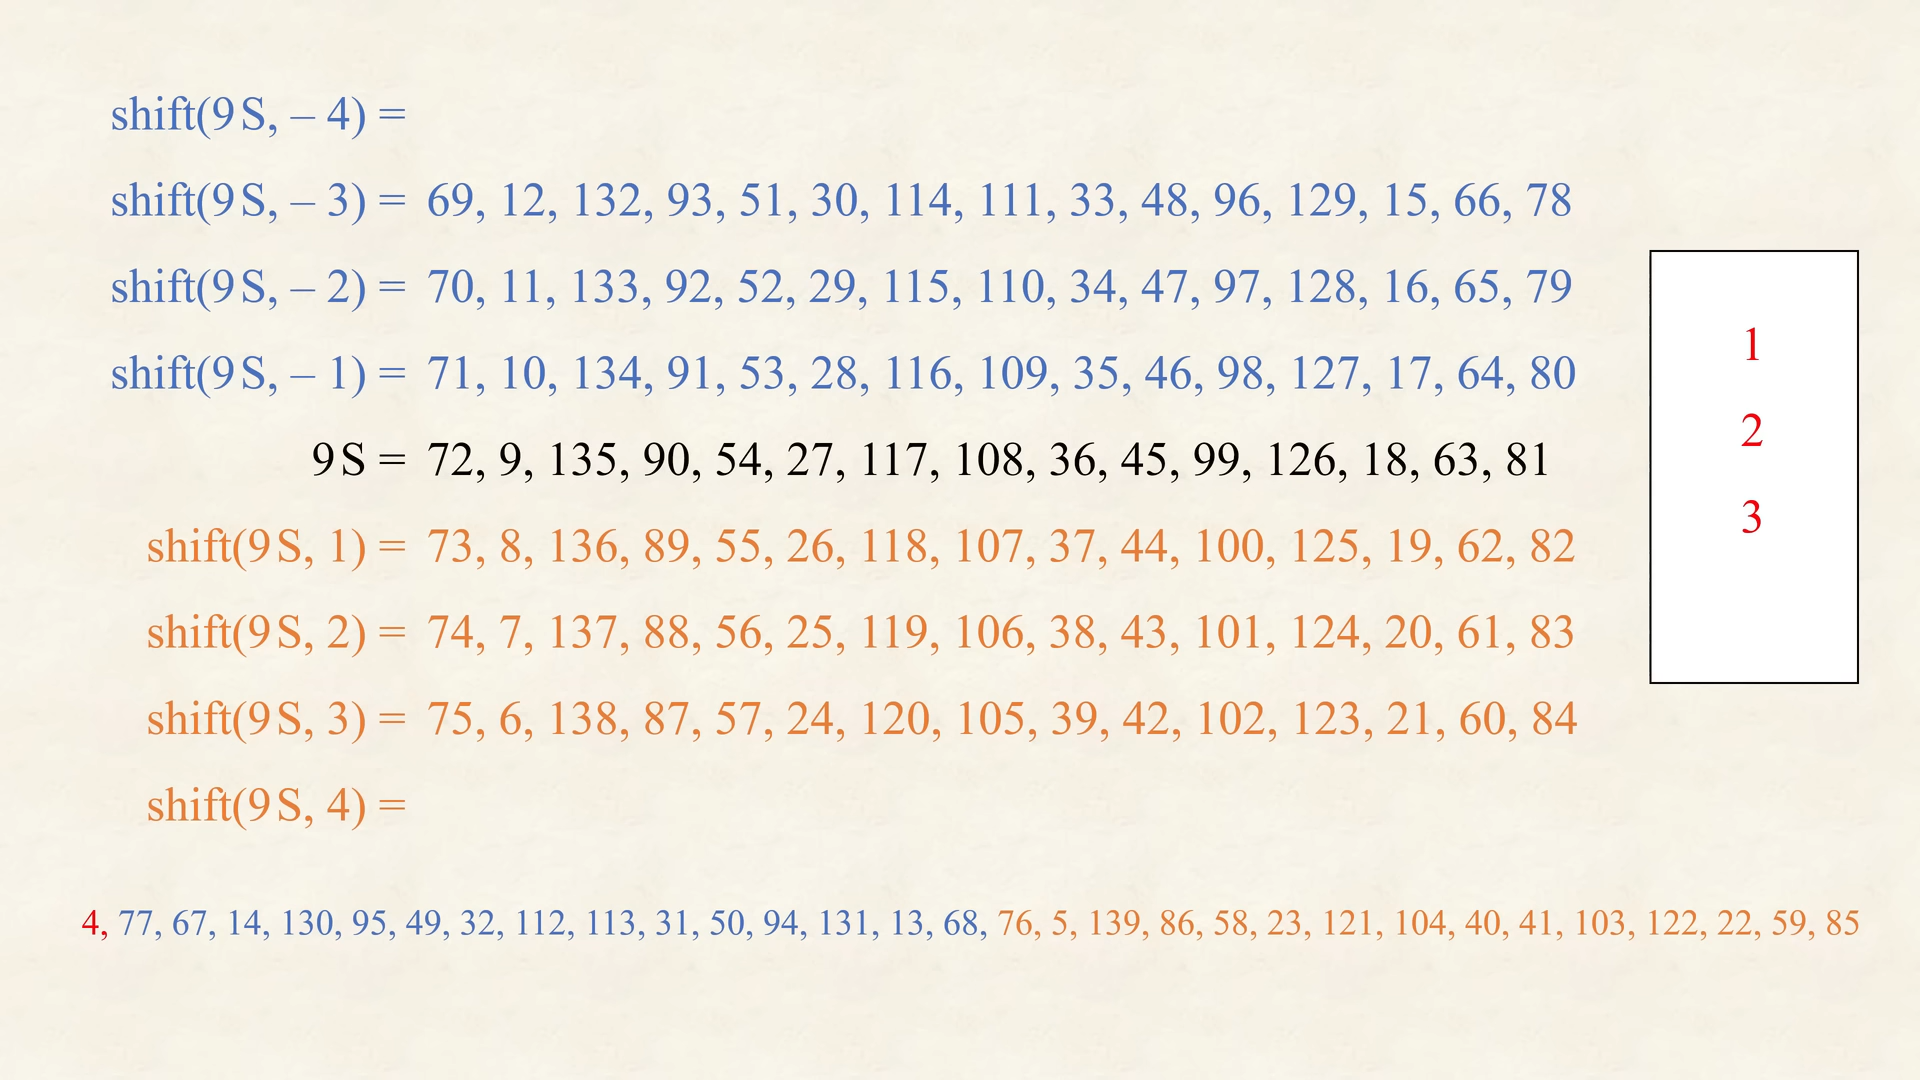 shift(9S, – 4) =
shift(9S, – 3) = 69, 12, 132, 93, 51, 30, 114, 111, 33, 48, 96, 129, 15, 66, 78
shift(9S, – 2) = 70, 11, 133, 92, 52, 29, 115, 110, 34, 47, 97, 128, 16, 65, 79
shift(9S, – 1) = 71, 10, 134, 91, 53, 28, 116, 109, 35, 46, 98, 127, 17, 64, 80
9S = 72, 9, 135, 90, 54, 27, 117, 108, 36, 45, 99, 126, 18, 63, 81
shift(9S, 1) = 73, 8, 136, 89, 55, 26, 118, 107, 37, 44, 100, 125, 19, 62, 82
shift(9S, 2) = 74, 7, 137, 88, 56, 25, 119, 106, 38, 43, 101, 124, 20, 61, 83
shift(9S, 3) = 75, 6, 138, 87, 57, 24, 120, 105, 39, 42, 102, 123, 21, 60, 84
shift(9S, 4) =
1
2
3
4, 77, 67, 14, 130, 95, 49, 32, 112, 113, 31, 50, 94, 131, 13, 68, 76, 5, 139, 86, 58, 23, 121, 104, 40, 41, 103, 122, 22, 59, 85